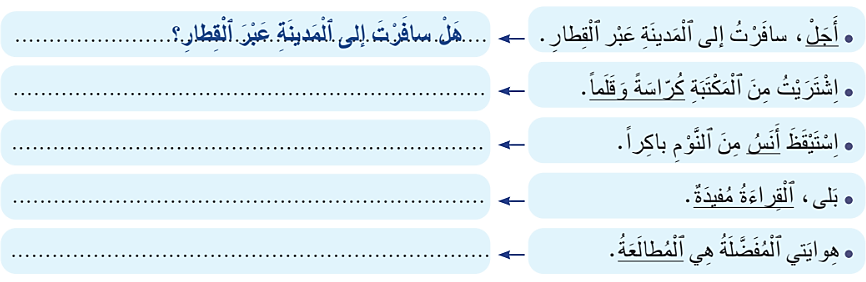 • أَجَلْ، سافَرْتُ إلى ٱلْمَدينَةِ عَبْر ٱلْقِطارِ. ← هَلْ سافَرْتَ إلى ٱلْمَدينَةِ عَبْرَ ٱلْقِطارِ؟
• اِشْتَرَيْتُ مِنَ ٱلْمَكْتَبَةِ كُرّاسَةً وَقَلَماً. ← ................................
• اِسْتَيْقَظَ أَنَسُ مِنَ ٱلنَّوْمِ باكِراً. ← ................................
• بَلى، ٱلْقِراءَةُ مُفيدَةٌ. ← ................................
• هِوايَتي ٱلْمُفَضَّلَةُ هِي ٱلْمُطالَعَةُ. ← ................................